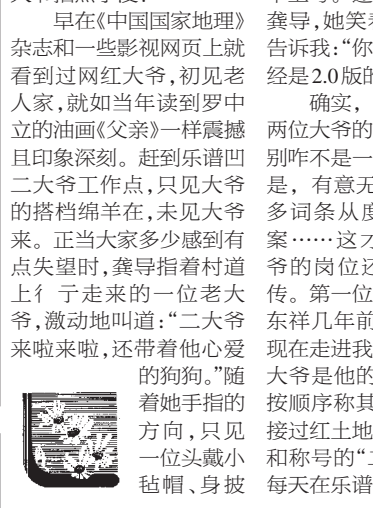 早在《中国国家地理》
杂志和一些影视网页上就
看到过网红大爷,初见老
人家,就如当年读到罗中
立的油画《父亲》一样震撼
且印象深刻。赶到乐谱凹
二大爷工作点,只见大爷
的搭档绵羊在,未见大爷
来。正当大家多少感到有
点失望时,龚导指着村道
上彳亍走来的一位老大
爷,激动地叫道:“二大爷
来啦来啦,还带着他心爱
的狗狗。”随
着她手指的
方向,只见
一位头戴小
毡帽、身披
龚导,她笑着
告诉我:“你
经是2.0版的
确实,
两位大爷的
别咋不是一
是,有意无
多词条从度
案……这才
爷的岗位还
传。第一位
东祥几年前
现在走进我
大爷是他的
按顺序称其
接过红土地
和称号的“二
每天在乐谱